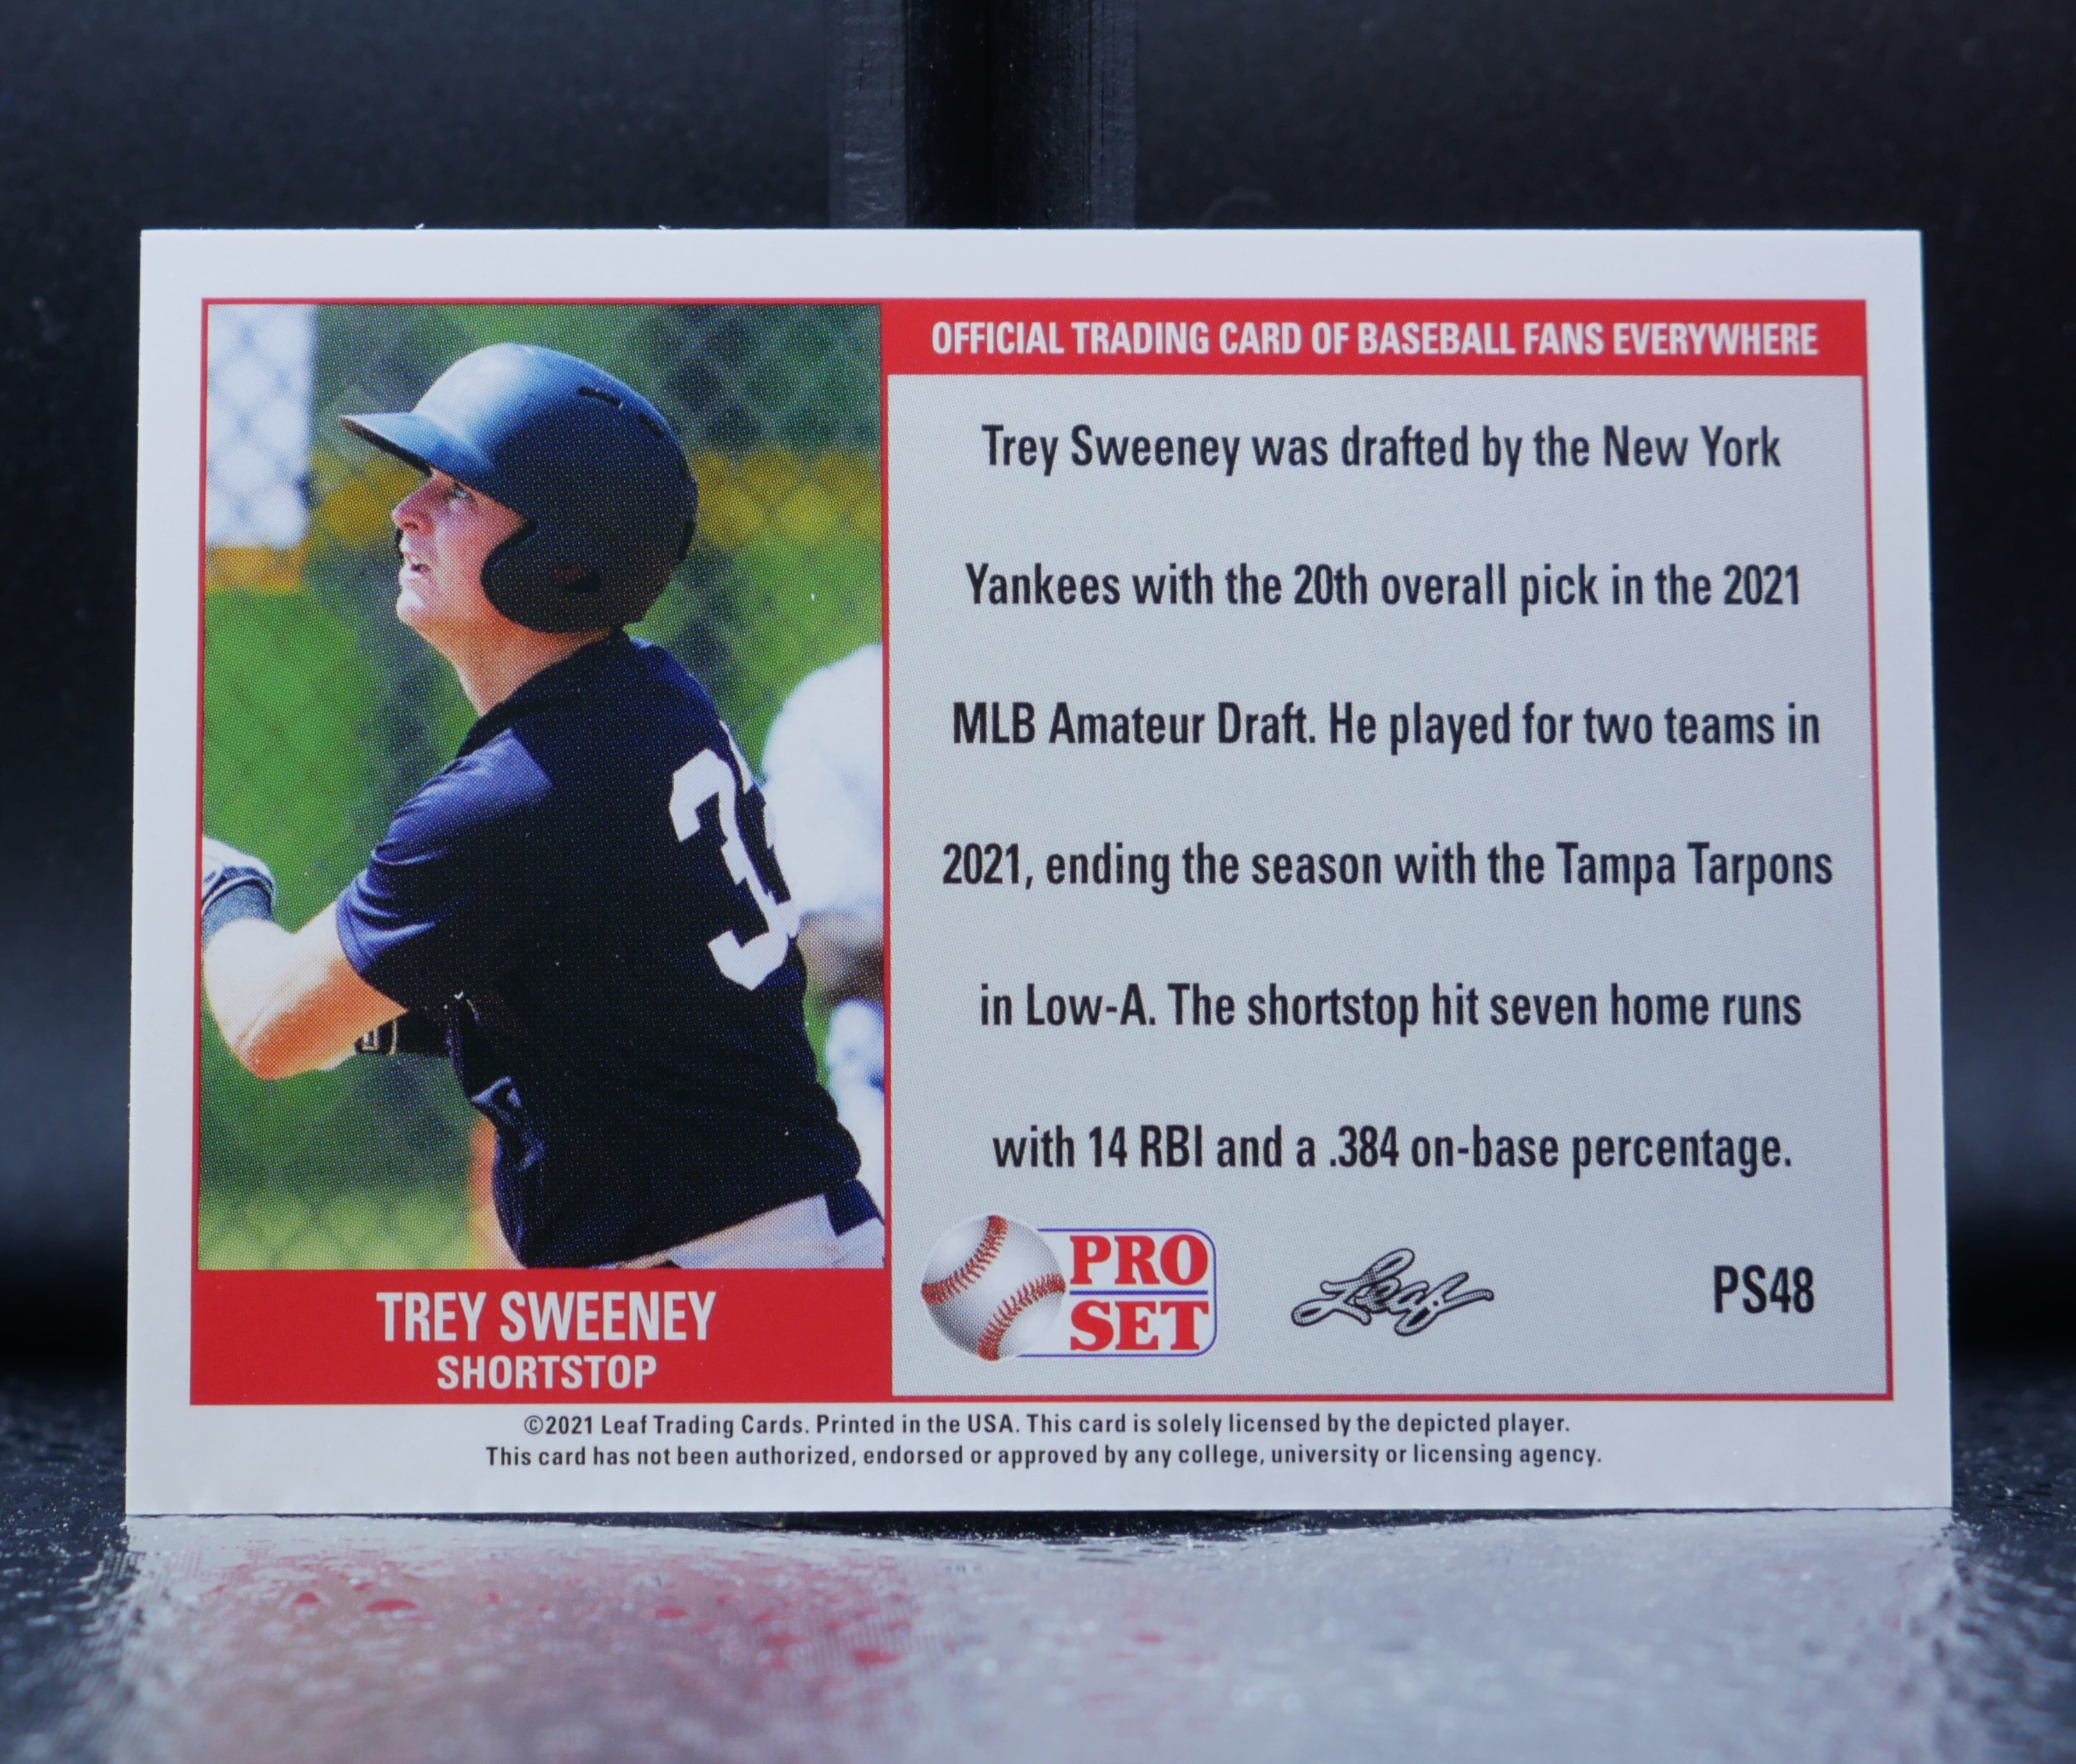 OFFICIAL TRADING CARD OF BASEBALL FANS EVERYWHERE
Trey Sweeney was drafted by the New York
Yankees with the 20th overall pick in the 2021
MLB Amateur Draft. He played for two teams in
2021, ending the season with the Tampa Tarpons
in Low-A. The shortstop hit seven home runs
with 14 RBI and a .384 on-base percentage.
PRO
SET
Leaf
PS48
TREY SWEENEY
SHORTSTOP
©2021 Leaf Trading Cards. Printed in the USA. This card is solely licensed by the depicted player.
This card has not been authorized, endorsed or approved by any college, university or licensing agency.